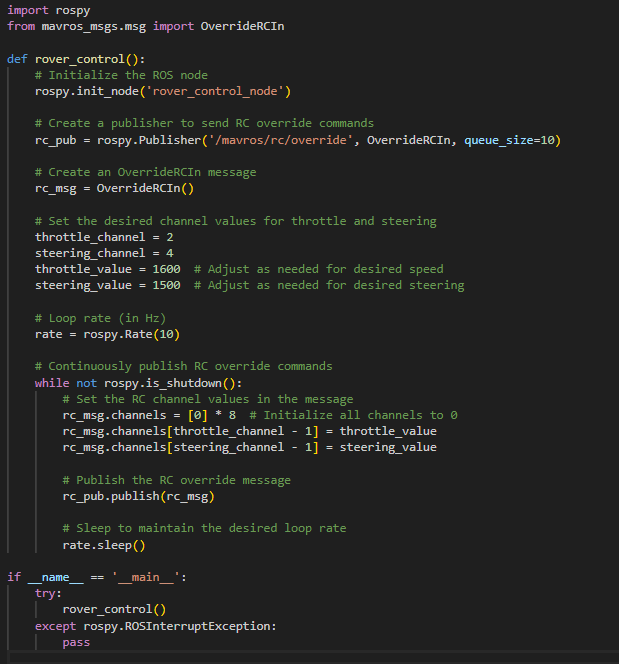 import rospy
from mavros_msgs.msg import OverrideRCIn

def rover_control():
    # Initialize the ROS node
    rospy.init_node('rover_control_node')

    # Create a publisher to send RC override commands
    rc_pub = rospy.Publisher('/mavros/rc/override', OverrideRCIn, queue_size=10)

    # Create an OverrideRCIn message
    rc_msg = OverrideRCIn()

    # Set the desired channel values for throttle and steering
    throttle_channel = 2
    steering_channel = 4
    throttle_value = 1600  # Adjust as needed for desired speed
    steering_value = 1500  # Adjust as needed for desired steering

    # Loop rate (in Hz)
    rate = rospy.Rate(10)

    # Continuously publish RC override commands
    while not rospy.is_shutdown():
        # Set the RC channel values in the message
        rc_msg.channels = [0] * 8  # Initialize all channels to 0
        rc_msg.channels[throttle_channel - 1] = throttle_value
        rc_msg.channels[steering_channel - 1] = steering_value

        # Publish the RC override message
        rc_pub.publish(rc_msg)

        # Sleep to maintain the desired loop rate
        rate.sleep()

if __name__ == '__main__':
    try:
        rover_control()
    except rospy.ROSInterruptException:
        pass